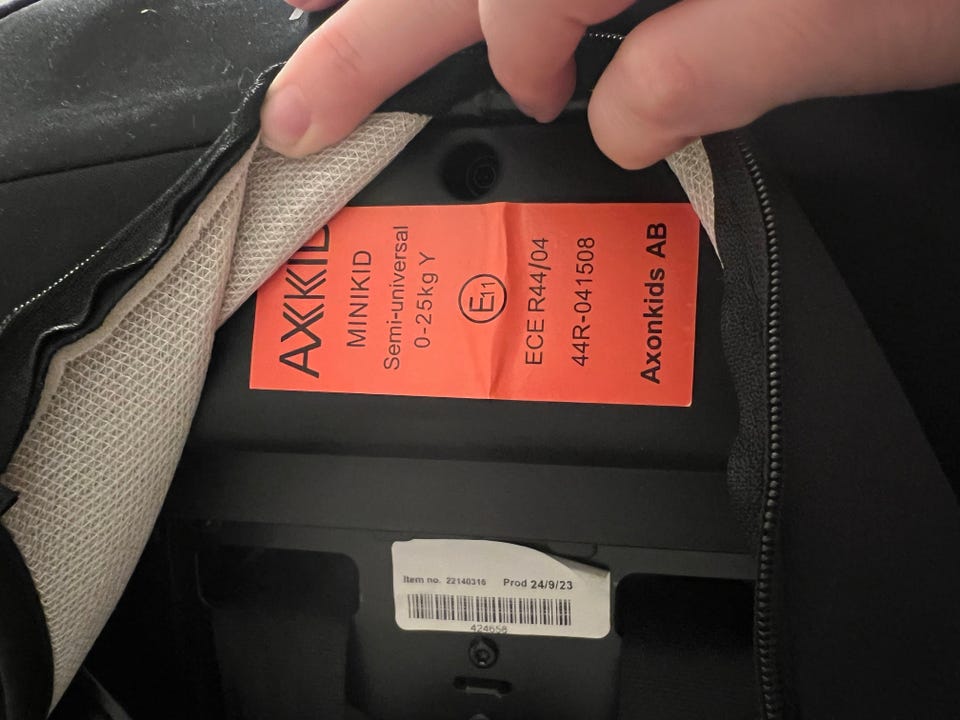 AXKID
MINIKID
Semi-universal
0-25kg Y
E11
ECE R44/04
44R-041508
Axonkids AB
Item no. 22140316 Prod 24/9/23
424658